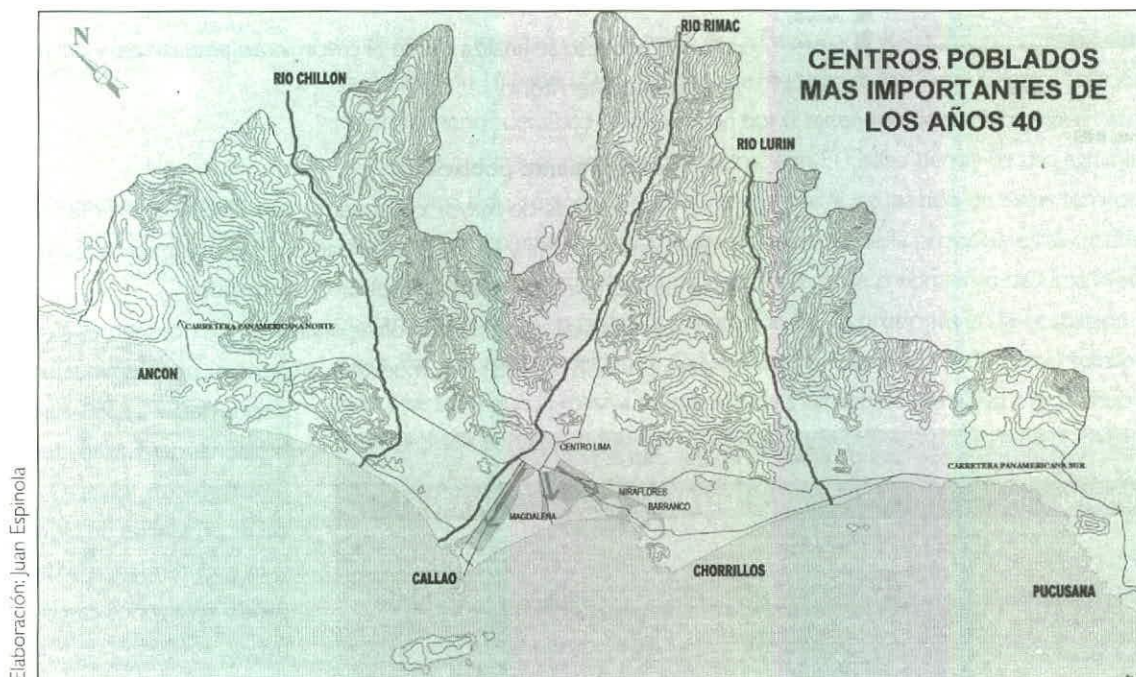 CENTROS POBLADOS
MAS IMPORTANTES DE
LOS AÑOS 40
N
RIO CHILLON
RIO RIMAC
RIO LURIN
CARRETERA PANAMERICANA NORTE
ANCON
CENTRO LIMA
CARRETERA PANAMERICANA SUR
MIRAFLORES
BARRANCO
MAGDALENA
CALLAO
CHORRILLOS
PUCUSANA
Elaboración: Juan Espinola